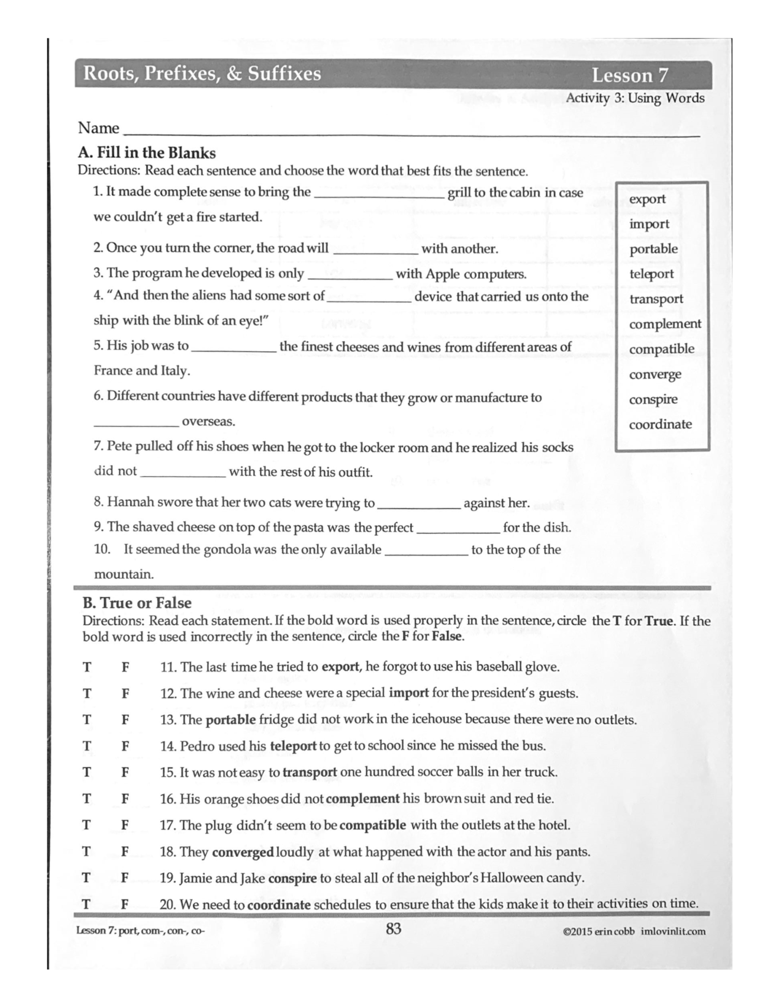 Roots, Prefixes, & Suffixes Lesson 7
Activity 3: Using Words
Name
A. Fill in the Blanks
Directions: Read each sentence and choose the word that best fits the sentence.
1. It made complete sense to bring the ____________ grill to the cabin in case
we couldn't get a fire started.
2. Once you turn the corner, the road will ____________ with another.
3. The program he developed is only ____________ with Apple computers.
4. "And then the aliens had some sort of ____________ device that carried us onto the
ship with the blink of an eye!"
5. His job was to ____________ the finest cheeses and wines from different areas of
France and Italy.
6. Different countries have different products that they grow or manufacture to
____________ overseas.
7. Pete pulled off his shoes when he got to the locker room and he realized his socks
did not ____________ with the rest of his outfit.
8. Hannah swore that her two cats were trying to ____________ against her.
9. The shaved cheese on top of the pasta was the perfect ____________ for the dish.
10. It seemed the gondola was the only available ____________ to the top of the
mountain.
export
import
portable
teleport
transport
complement
compatible
converge
conspire
coordinate
B. True or False
Directions: Read each statement. If the bold word is used properly in the sentence, circle the T for True. If the
bold word is used incorrectly in the sentence, circle the F for False.
T F 11. The last time he tried to export, he forgot to use his baseball glove.
T F 12. The wine and cheese were a special import for the president's guests.
T F 13. The portable fridge did not work in the icehouse because there were no outlets.
T F 14. Pedro used his teleport to get to school since he missed the bus.
T F 15. It was not easy to transport one hundred soccer balls in her truck.
T F 16. His orange shoes did not complement his brown suit and red tie.
T F 17. The plug didn't seem to be compatible with the outlets at the hotel.
T F 18. They converged loudly at what happened with the actor and his pants.
T F 19. Jamie and Jake conspire to steal all of the neighbor's Halloween candy.
T F 20. We need to coordinate schedules to ensure that the kids make it to their activities on time.
Lesson 7: port, com-, con-, co- 83 ©2015 erin cobb imlovinlit.com